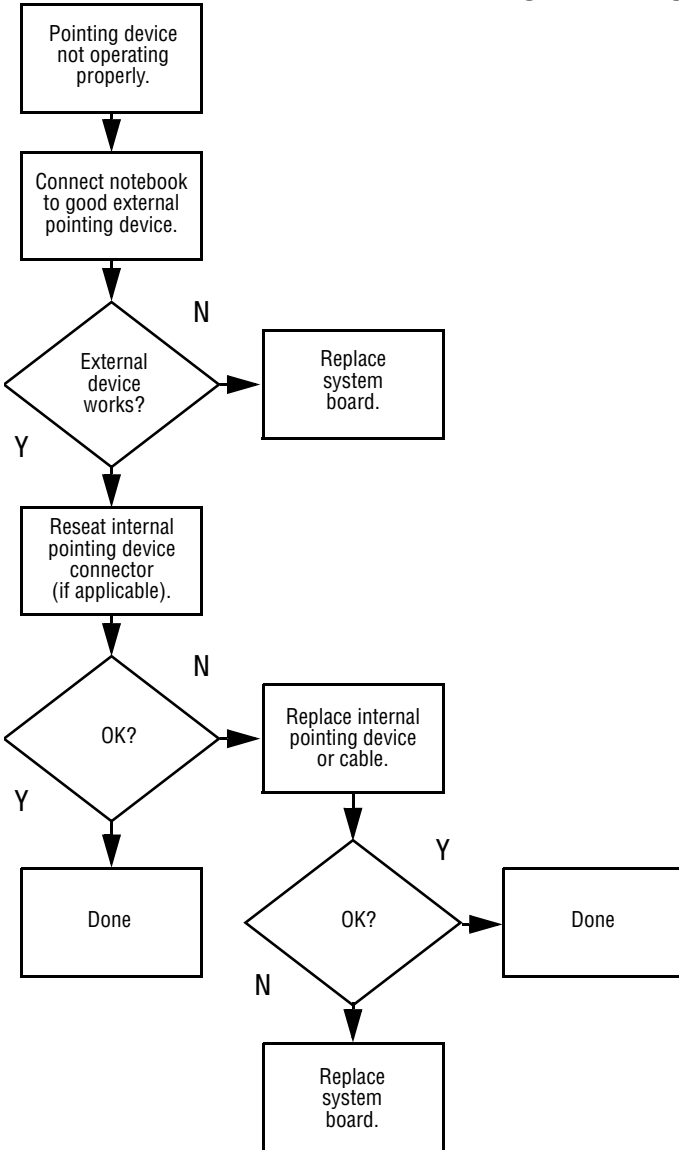 Pointing device
not operating
properly.
Connect notebook
to good external
pointing device.
N
External
device
works?
Replace
system
board.
Y
Reseat internal
pointing device
connector
(if applicable).
N
OK?
Replace internal
pointing device
or cable.
Y
Y
Done
OK?
Done
N
Replace
system
board.